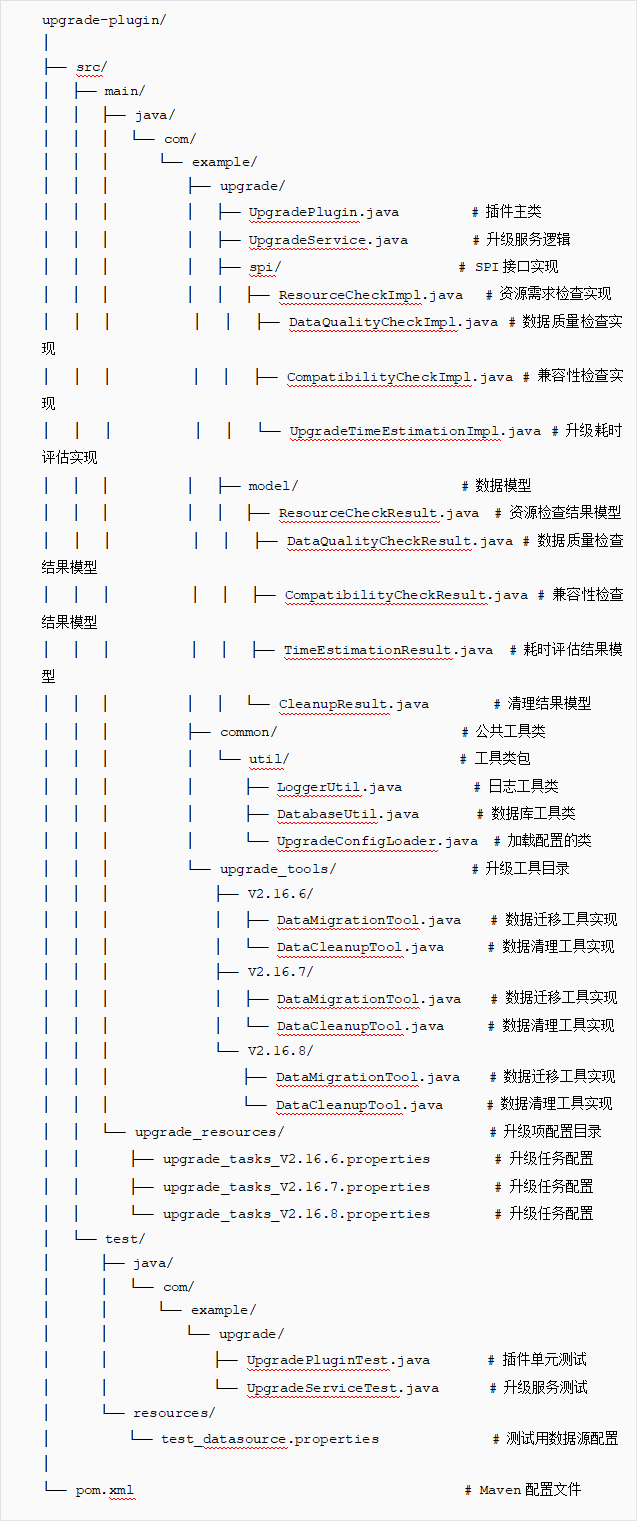 upgrade-plugin/
│
├── src/
│   ├── main/
│   │   ├── java/
│   │   │   └── com/
│   │   │       └── example/
│   │   │           ├── upgrade/
│   │   │           │   ├── UpgradePlugin.java         # 插件主类
│   │   │           │   ├── UpgradeService.java        # 升级服务逻辑
│   │   │           │   ├── spi/                       # SPI 接口实现
│   │   │           │   │   ├── ResourceCheckImpl.java   # 资源需求检查实现
│   │   │           │   │   ├── DataQualityCheckImpl.java # 数据质量检查实
现
│   │   │           │   │   ├── CompatibilityCheckImpl.java # 兼容性检查实
现
│   │   │           │   │   └── UpgradeTimeEstimationImpl.java # 升级耗时
评估实现
│   │   │           │   ├── model/                     # 数据模型
│   │   │           │   │   ├── ResourceCheckResult.java  # 资源检查结果模型
│   │   │           │   │   ├── DataQualityCheckResult.java # 数据质量检查
结果模型
│   │   │           │   │   ├── CompatibilityCheckResult.java # 兼容性检查
结果模型
│   │   │           │   │   ├── TimeEstimationResult.java  # 耗时评估结果模
型
│   │   │           │   │   └── CleanupResult.java         # 清理结果模型
│   │   │           ├── common/                        # 公共工具类
│   │   │           │   └── util/                      # 工具类包
│   │   │           │       ├── LoggerUtil.java          # 日志工具类
│   │   │           │       ├── DatabaseUtil.java        # 数据库工具类
│   │   │           │       └── UpgradeConfigLoader.java  # 加载配置的类
│   │   │           └── upgrade_tools/                 # 升级工具目录
│   │   │               ├── V2.16.6/
│   │   │               │   ├── DataMigrationTool.java    # 数据迁移工具实现
│   │   │               │   └── DataCleanupTool.java      # 数据清理工具实现
│   │   │               ├── V2.16.7/
│   │   │               │   ├── DataMigrationTool.java    # 数据迁移工具实现
│   │   │               │   └── DataCleanupTool.java      # 数据清理工具实现
│   │   │               └── V2.16.8/
│   │   │                   ├── DataMigrationTool.java    # 数据迁移工具实现
│   │   │                   └── DataCleanupTool.java      # 数据清理工具实现
│   │   └── upgrade_resources/                         # 升级项配置目录
│   │       ├── upgrade_tasks_V2.16.6.properties         # 升级任务配置
│   │       ├── upgrade_tasks_V2.16.7.properties         # 升级任务配置
│   │       └── upgrade_tasks_V2.16.8.properties         # 升级任务配置
│   └── test/
│       ├── java/
│       │   └── com/
│       │       └── example/
│       │           └── upgrade/
│       │               ├── UpgradePluginTest.java        # 插件单元测试
│       │               └── UpgradeServiceTest.java       # 升级服务测试
│       └── resources/
│           └── test_datasource.properties                # 测试用数据源配置
│
└── pom.xml                                            # Maven 配置文件